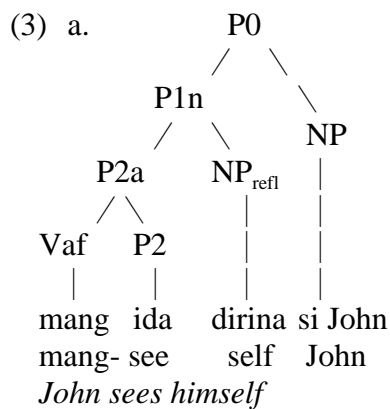 (3) a. P0
P1n
NP
P2a NPrefl
Vaf P2
mang ida dirina si John
mang- see self John
John sees himself